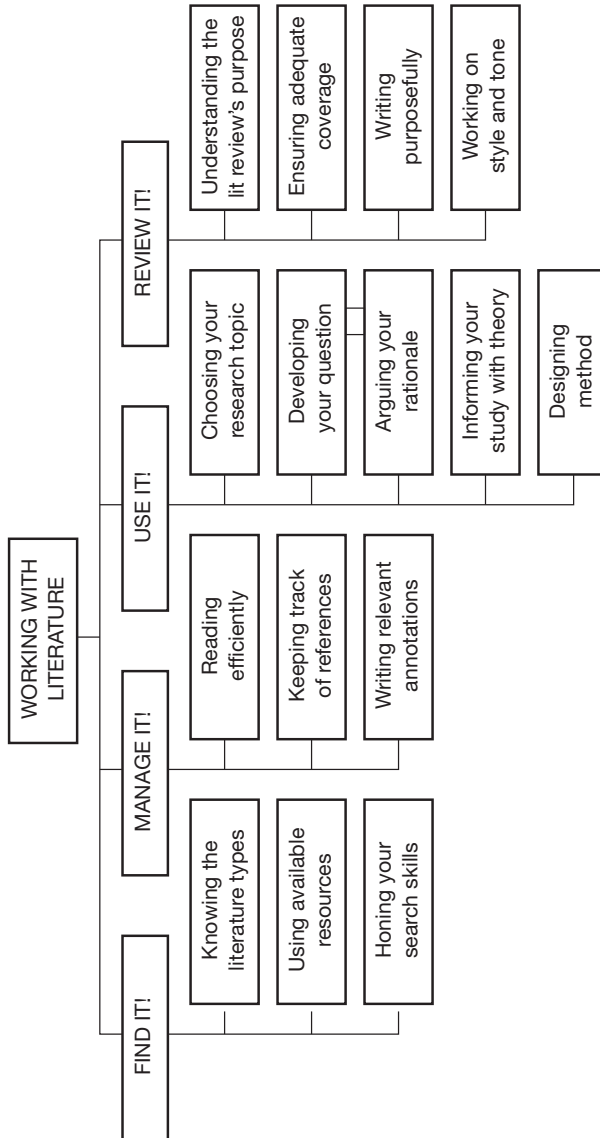 WORKING WITH
LITERATURE
FIND IT!
Knowing the
literature types
Using available
resources
Honing your
search skills
MANAGE IT!
Reading
efficiently
Keeping track
of references
Writing relevant
annotations
USE IT!
Choosing your
research topic
Developing
your question
Arguing your
rationale
Informing your
study with theory
Designing
method
REVIEW IT!
Understanding the
lit review's purpose
Ensuring adequate
coverage
Writing
purposefully
Working on
style and tone